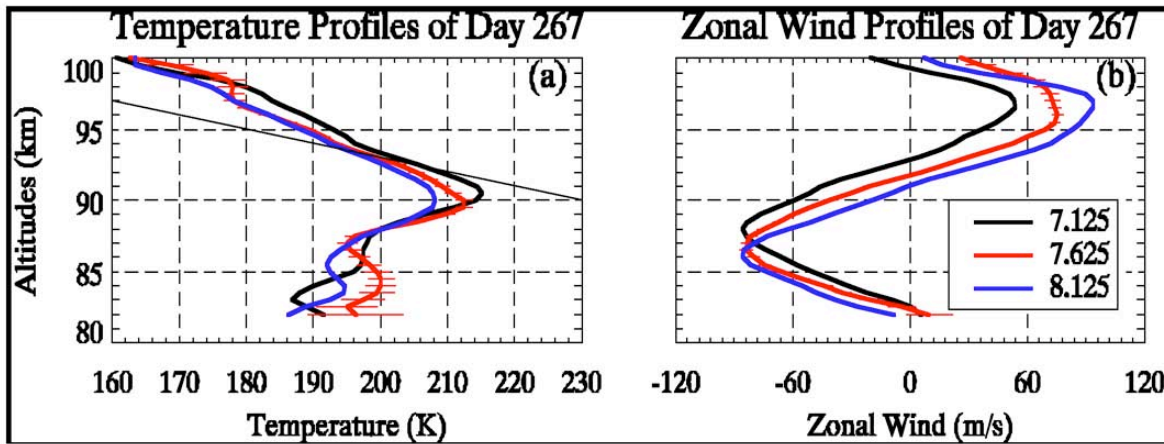 Temperature Profiles of Day 267
Zonal Wind Profiles of Day 267
(a)
(b)
100
95
90
85
80
Altitudes (km)
7.125
7.625
8.125
160 170 180 190 200 210 220 230
-120 -60 0 60 120
Temperature (K)
Zonal Wind (m/s)